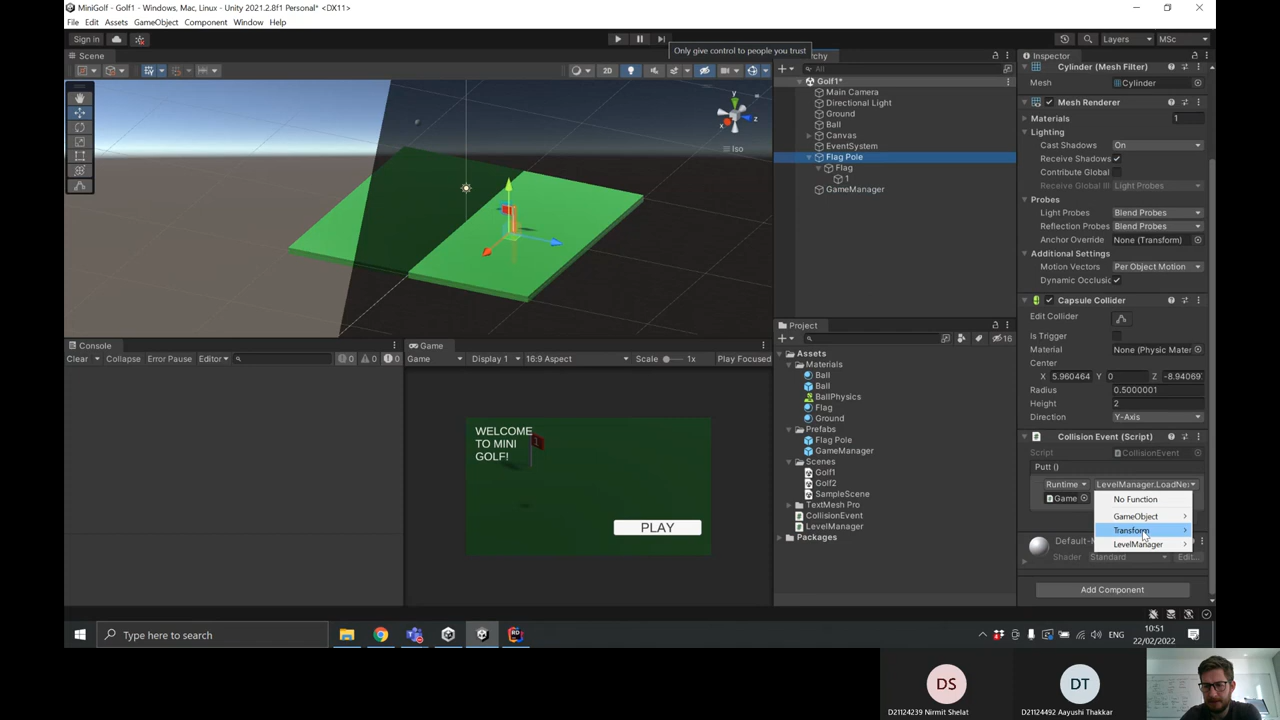 MiniGolf - Golf1 - Windows, Mac, Linux - Unity 2021.2.8f1 Personal* <DX11>
File Edit Assets GameObject Component Window Help
Sign in
Only give control to people you trust
Layers
MSc
Scene
2D
y
x
z
Iso
archy
All
Golf1*
Main Camera
Directional Light
Ground
Ball
Canvas
EventSystem
Flag Pole
Flag
1
GameManager
Inspector
Cylinder (Mesh Filter)
Mesh Cylinder
Mesh Renderer
Materials 1
Lighting
Cast Shadows On
Receive Shadows
Contribute Global
Receive Global Ill Light Probes
Probes
Light Probes Blend Probes
Reflection Probes Blend Probes
Anchor Override None (Transform)
Additional Settings
Motion Vectors Per Object Motion
Dynamic Occlusi
Capsule Collider
Edit Collider
Is Trigger
Material None (Physic Mater
Center
X 5.960464 Y 0 Z -8.94069
Radius 0.5000001
Height 2
Direction Y-Axis
Collision Event (Script)
Script CollisionEvent
Putt ()
Runtime LevelManager.LoadNe
Game
No Function
GameObject
Transform
LevelManager
Default-
Shader Standard Edit...
Add Component
Console
Clear Collapse Error Pause Editor 0 0 0
Game
Game Display 1 16:9 Aspect Scale 1x Play Focused
WELCOME
TO MINI
GOLF!
1
PLAY
Project
16
Assets
Materials
Ball
Ball
BallPhysics
Flag
Ground
Prefabs
Flag Pole
GameManager
Scenes
Golf1
Golf2
SampleScene
TextMesh Pro
CollisionEvent
LevelManager
Packages
Type here to search
ENG
10:51
22/02/2022
DS
D21124239 Nirmit Shelat
DT
D21124492 Aayushi Thakkar